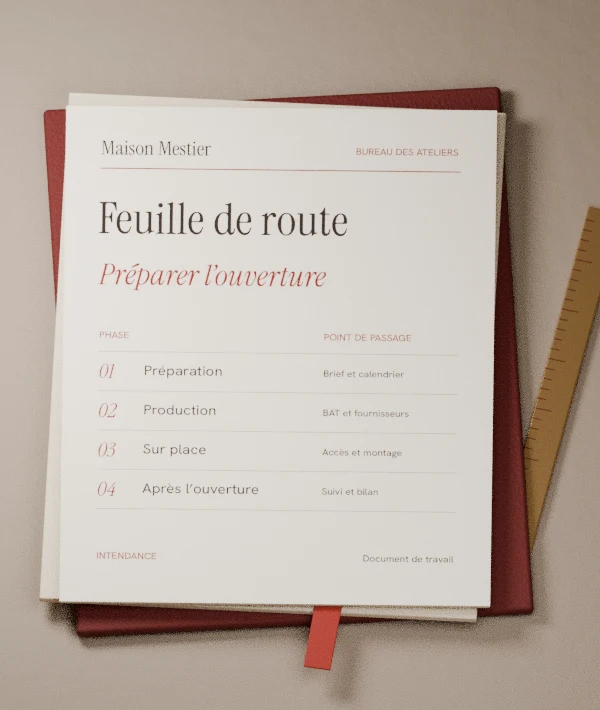 Maison Mestier
BUREAU DES ATELIERS
Feuille de route
Préparer l'ouverture
PHASE
POINT DE PASSAGE
01 Préparation Brief et calendrier
02 Production BAT et fournisseurs
03 Sur place Accès et montage
04 Après l'ouverture Suivi et bilan
INTENDANCE
Document de travail